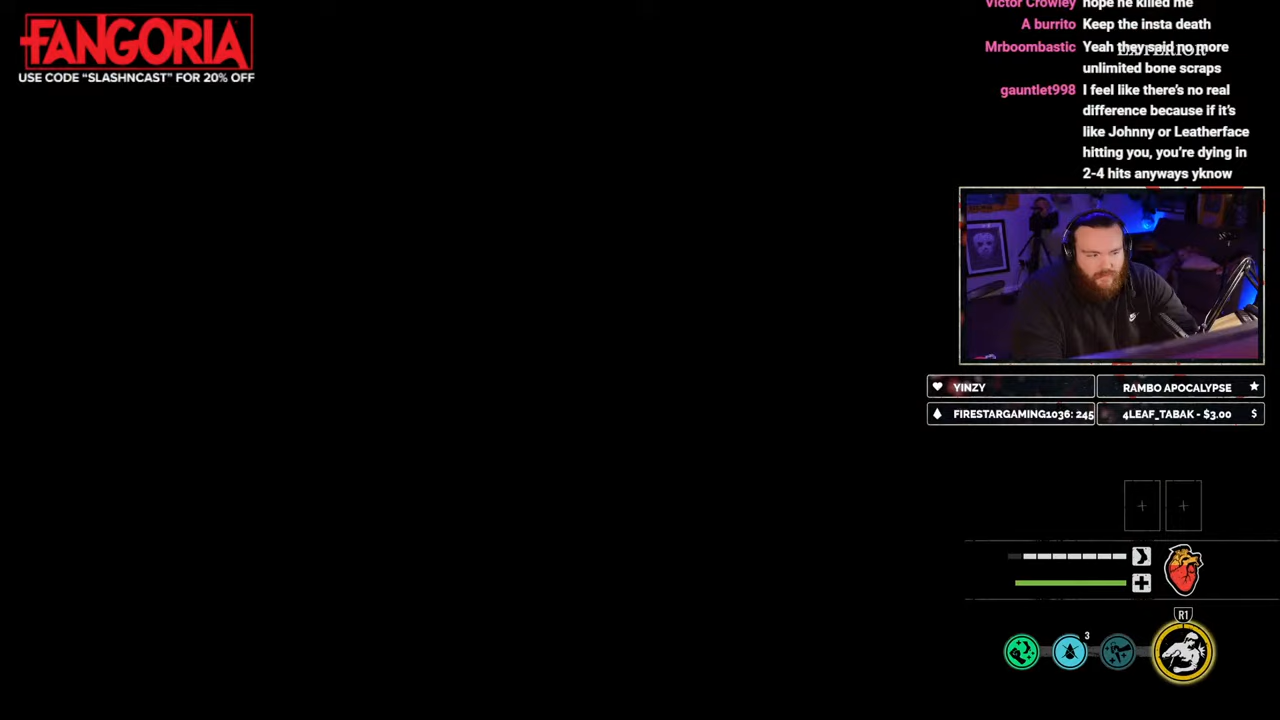 FANGORIA
USE CODE “SLASHNCAST” FOR 20% OFF
Victor Crowley hope he killed me
A burrito Keep the insta death
Mrboombastic Yeah they said no more
unlimited bone scraps
EXTERIOR
gauntlet998 I feel like there’s no real
difference because if it’s
like Johnny or Leatherface
hitting you, you’re dying in
2-4 hits anyways yknow
YINZY
RAMBO APOCALYPSE
FIRESTARGAMING1036: 245
4LEAF_TABAK - $3.00 $
R1
3